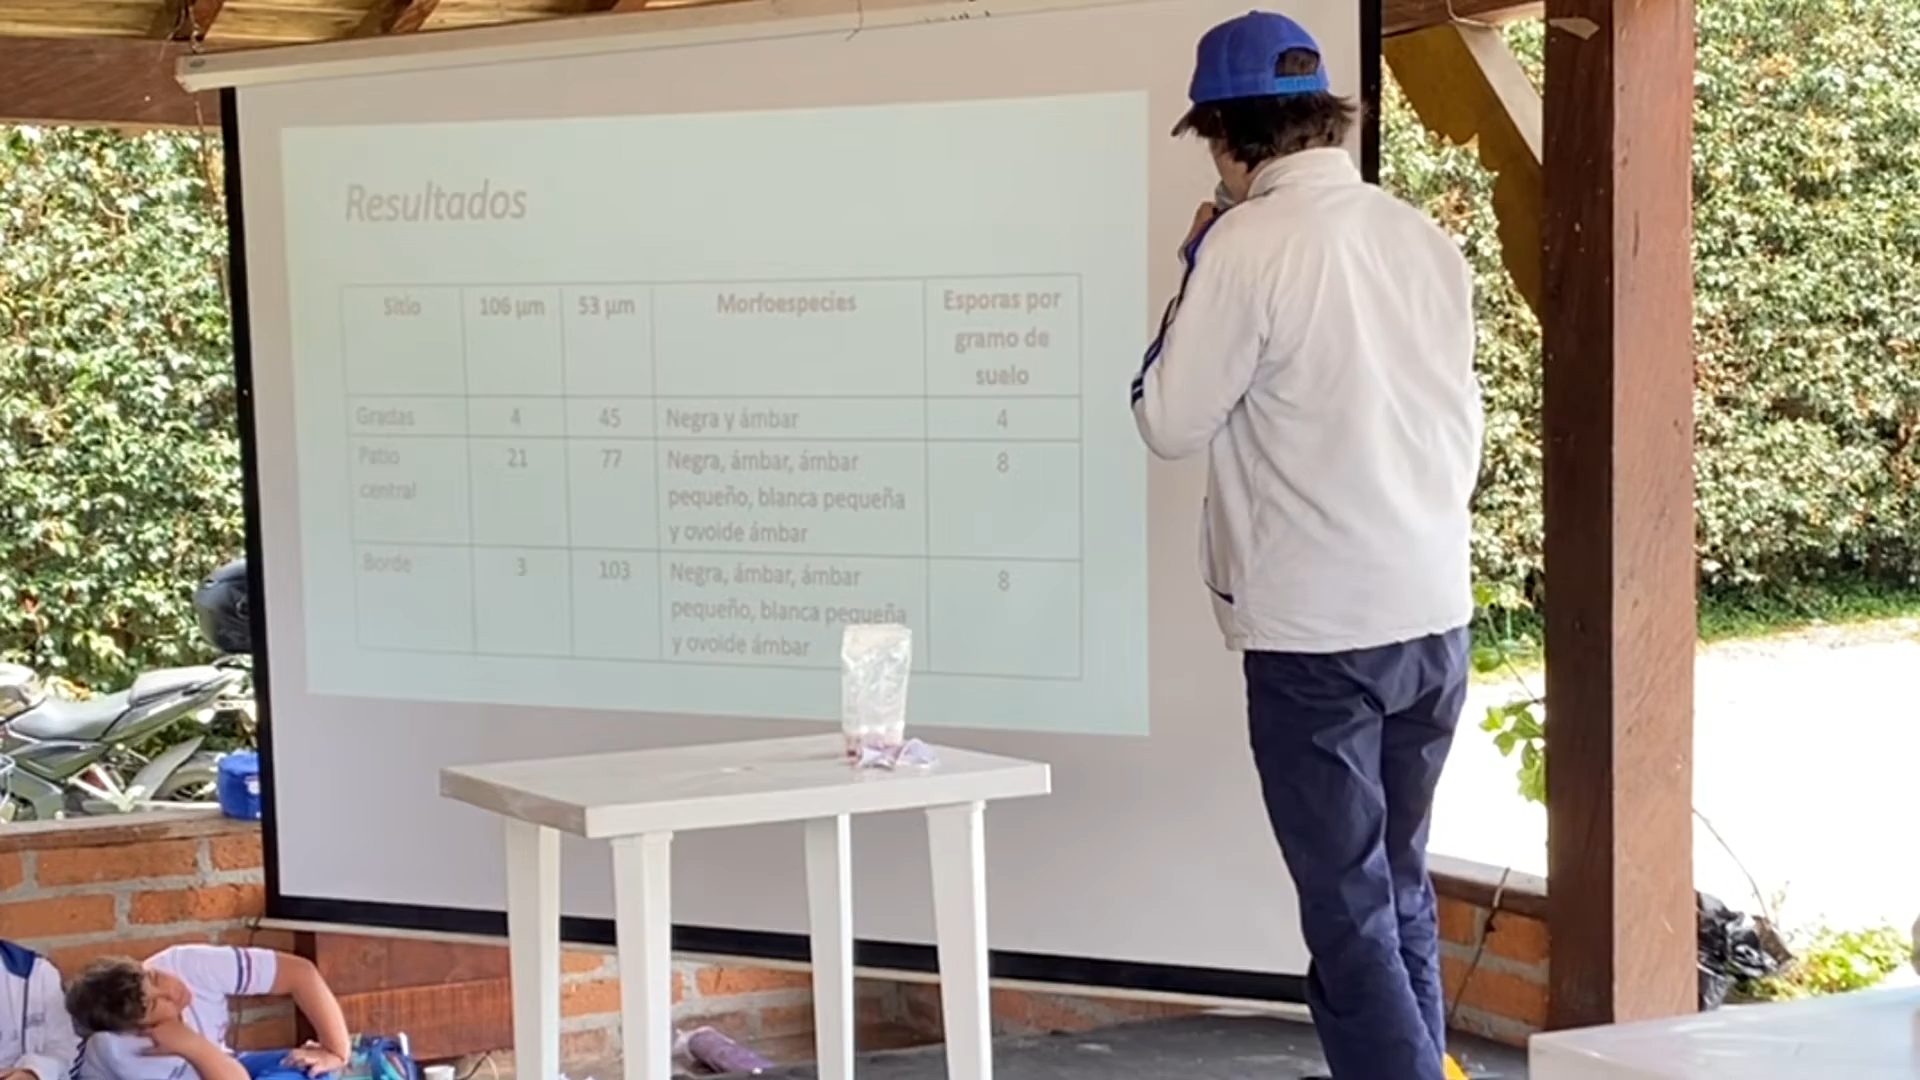 Resultados
Sitio 106 µm 53 µm Morfoespecies Esporas por
gramo de
suelo
Gradas 4 45 Negra y ámbar 4
Patio 21 77 Negra, ámbar, ámbar 8
central pequeño, blanca pequeña
y ovoide ámbar
Borde 3 103 Negra, ámbar, ámbar 8
pequeño, blanca pequeña
y ovoide ámbar